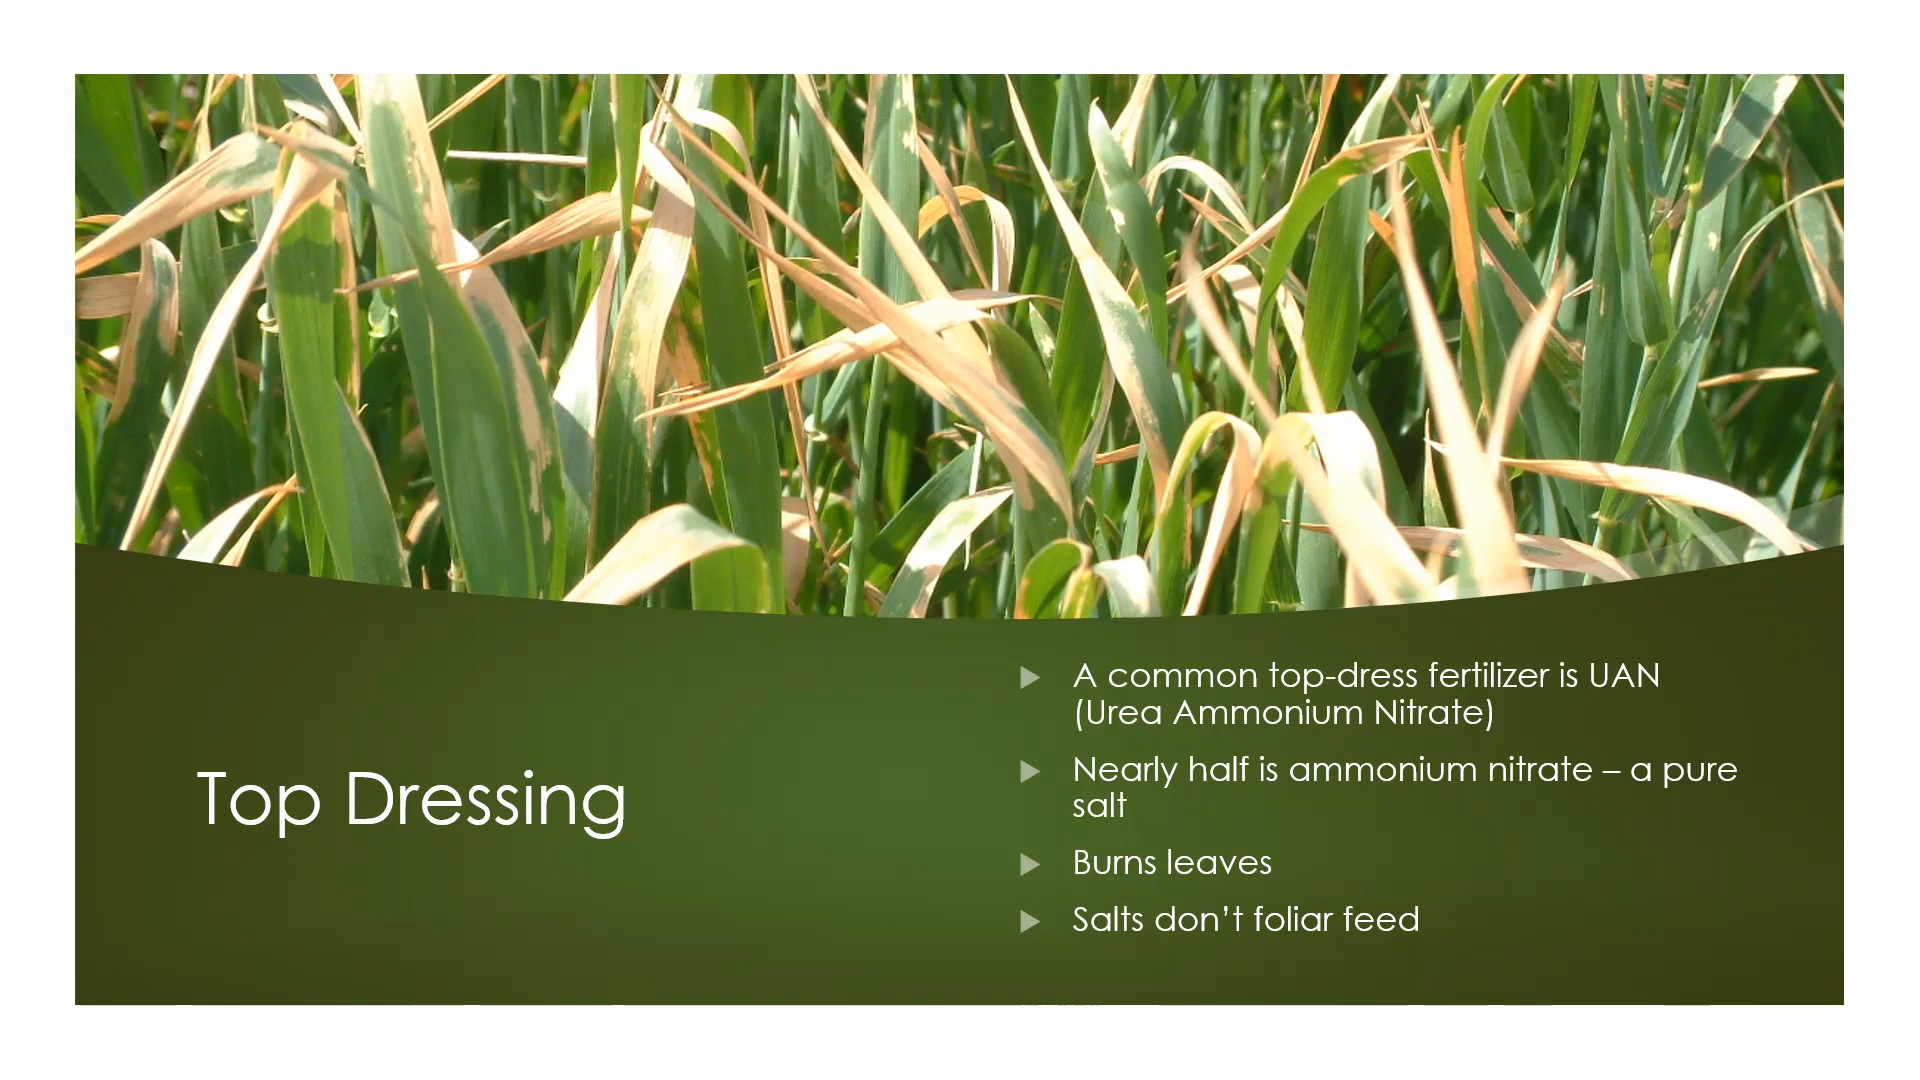 Top Dressing
A common top-dress fertilizer is UAN
(Urea Ammonium Nitrate)
Nearly half is ammonium nitrate – a pure
salt
Burns leaves
Salts don’t foliar feed